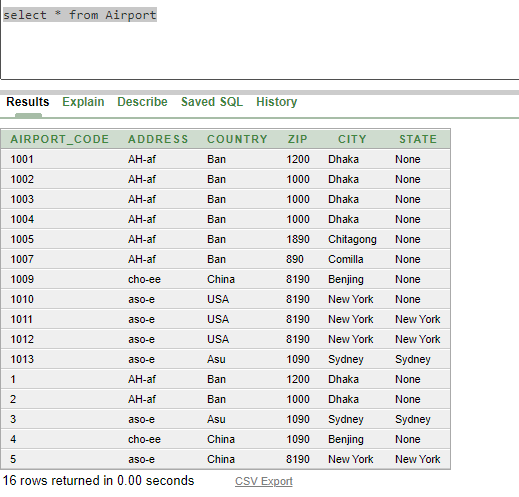 select * from Airport
Results Explain Describe Saved SQL History
AIRPORT_CODE ADDRESS COUNTRY ZIP CITY STATE
1001 AH-af Ban 1200 Dhaka None
1002 AH-af Ban 1000 Dhaka None
1003 AH-af Ban 1000 Dhaka None
1004 AH-af Ban 1000 Dhaka None
1005 AH-af Ban 1890 Chitagong None
1007 AH-af Ban 890 Comilla None
1009 cho-ee China 8190 Benjing None
1010 aso-e USA 8190 New York None
1011 aso-e USA 8190 New York New York
1012 aso-e USA 8190 New York New York
1013 aso-e Asu 1090 Sydney Sydney
1 AH-af Ban 1200 Dhaka None
2 AH-af Ban 1000 Dhaka None
3 aso-e Asu 1090 Sydney Sydney
4 cho-ee China 1090 Benjing None
5 aso-e China 8190 New York New York
16 rows returned in 0.00 seconds CSV Export